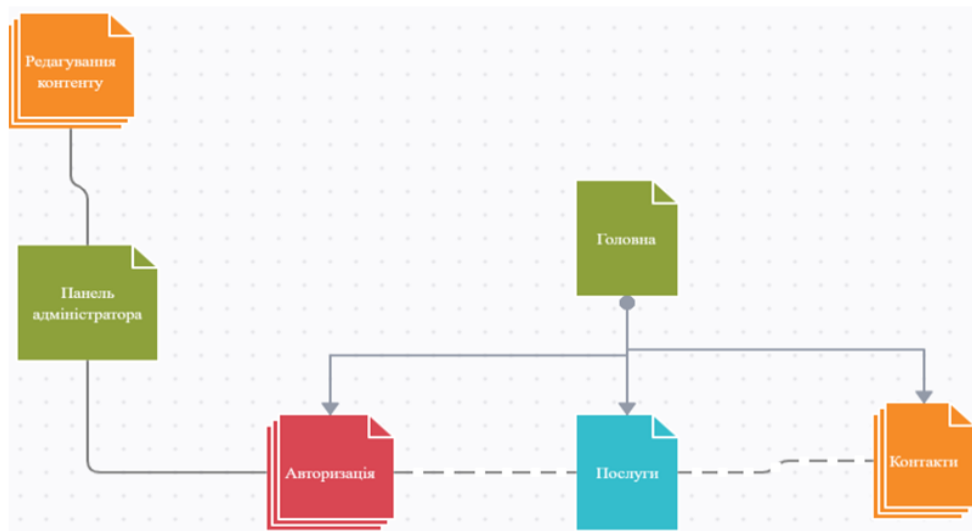 Редагування
контенту
Головна
Панель
адміністратора
Авторизація
Послуги
Контакти